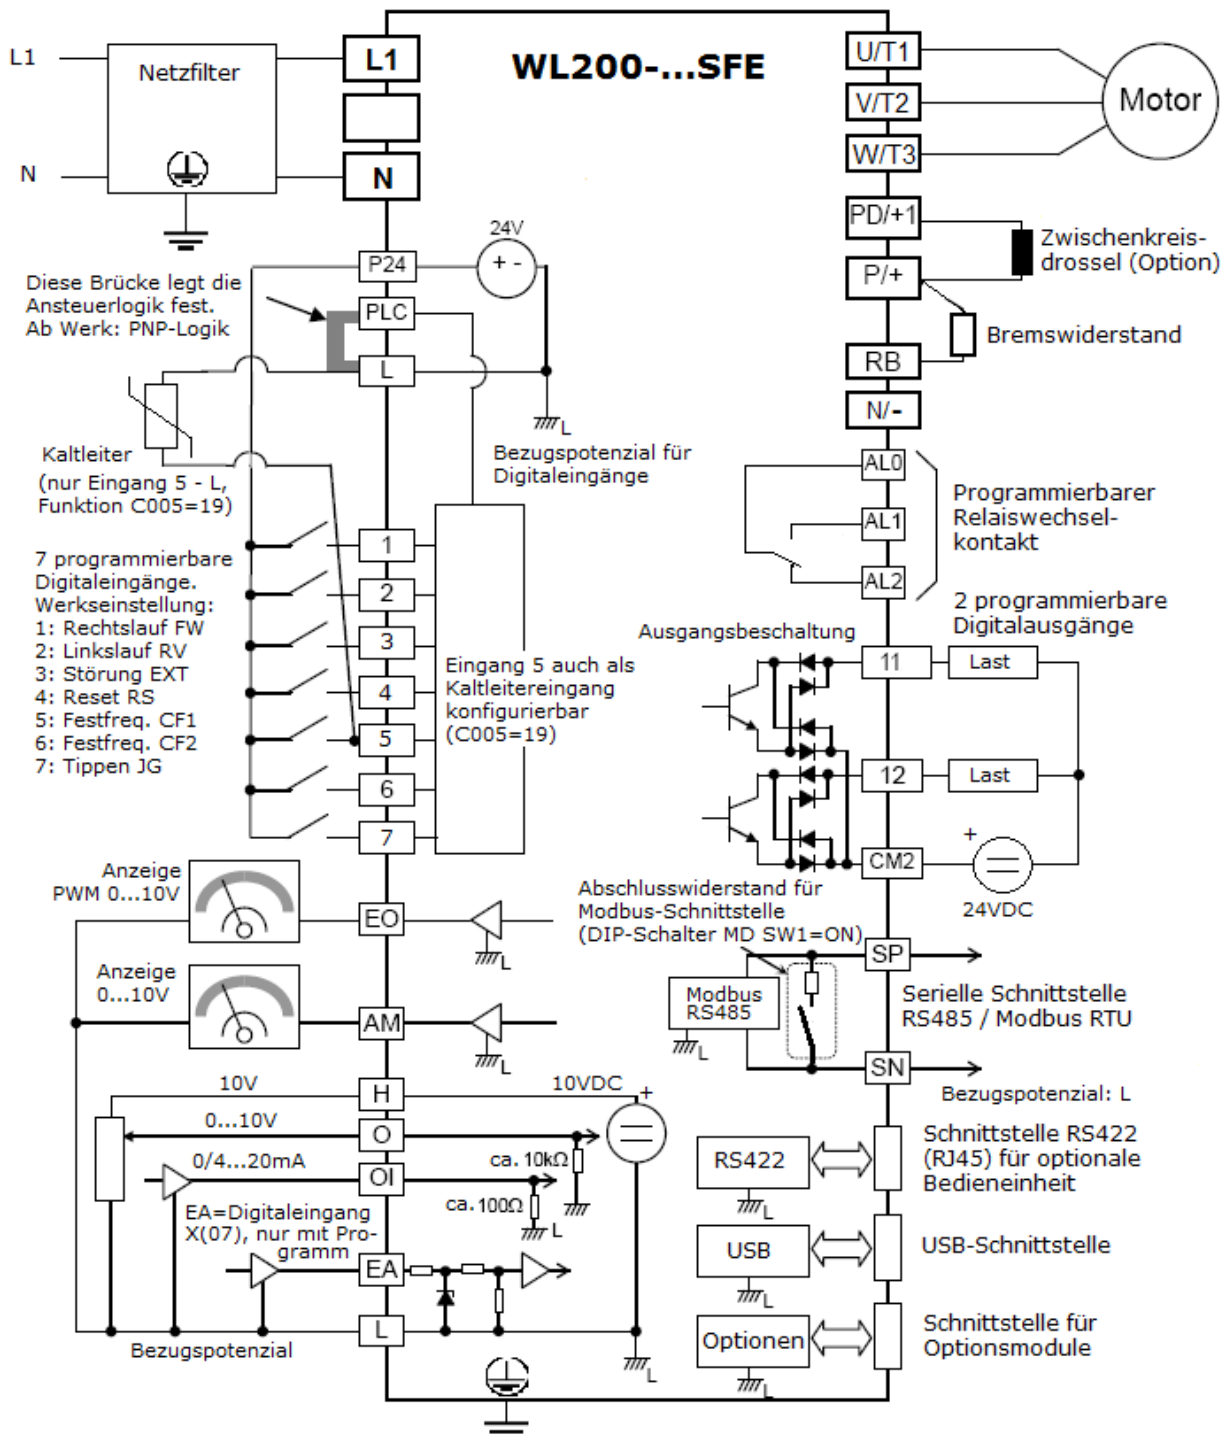 WL200-...SFE
L1
Netzfilter
L1
N
N
U/T1
V/T2
W/T3
Motor
PD/+1
P/+
Zwischenkreis-
drossel (Option)
RB
Bremswiderstand
N/-
24V
+ -
P24
PLC
L
Diese Brücke legt die
Ansteuerlogik fest.
Ab Werk: PNP-Logik
L
Bezugspotenzial für
Digitaleingänge
Kaltleiter
(nur Eingang 5 - L,
Funktion C005=19)
7 programmierbare
Digitaleingänge.
Werkseinstellung:
1: Rechtslauf FW
2: Linkslauf RV
3: Störung EXT
4: Reset RS
5: Festfreq. CF1
6: Festfreq. CF2
7: Tippen JG
1
2
3
4
5
6
7
Eingang 5 auch als
Kaltleitereingang
konfigurierbar
(C005=19)
AL0
AL1
AL2
Programmierbarer
Relaiswechsel-
kontakt
2 programmierbare
Digitalausgänge
Ausgangsbeschaltung
11
Last
12
Last
CM2
+
24VDC
Anzeige
PWM 0...10V
EO
L
Anzeige
0...10V
AM
L
Abschlusswiderstand für
Modbus-Schnittstelle
(DIP-Schalter MD SW1=ON)
SP
Modbus
RS485
L
SN
Serielle Schnittstelle
RS485 / Modbus RTU
Bezugspotenzial: L
10V
H
10VDC
+
0...10V
O
ca. 10kΩ
0/4...20mA
OI
ca. 100Ω
L
EA=Digitaleingang
X(07), nur mit Pro-
gramm
EA
L
Bezugspotenzial
L
RS422
L
Schnittstelle RS422
(RJ45) für optionale
Bedieneinheit
USB
L
USB-Schnittstelle
Optionen
L
Schnittstelle für
Optionsmodule